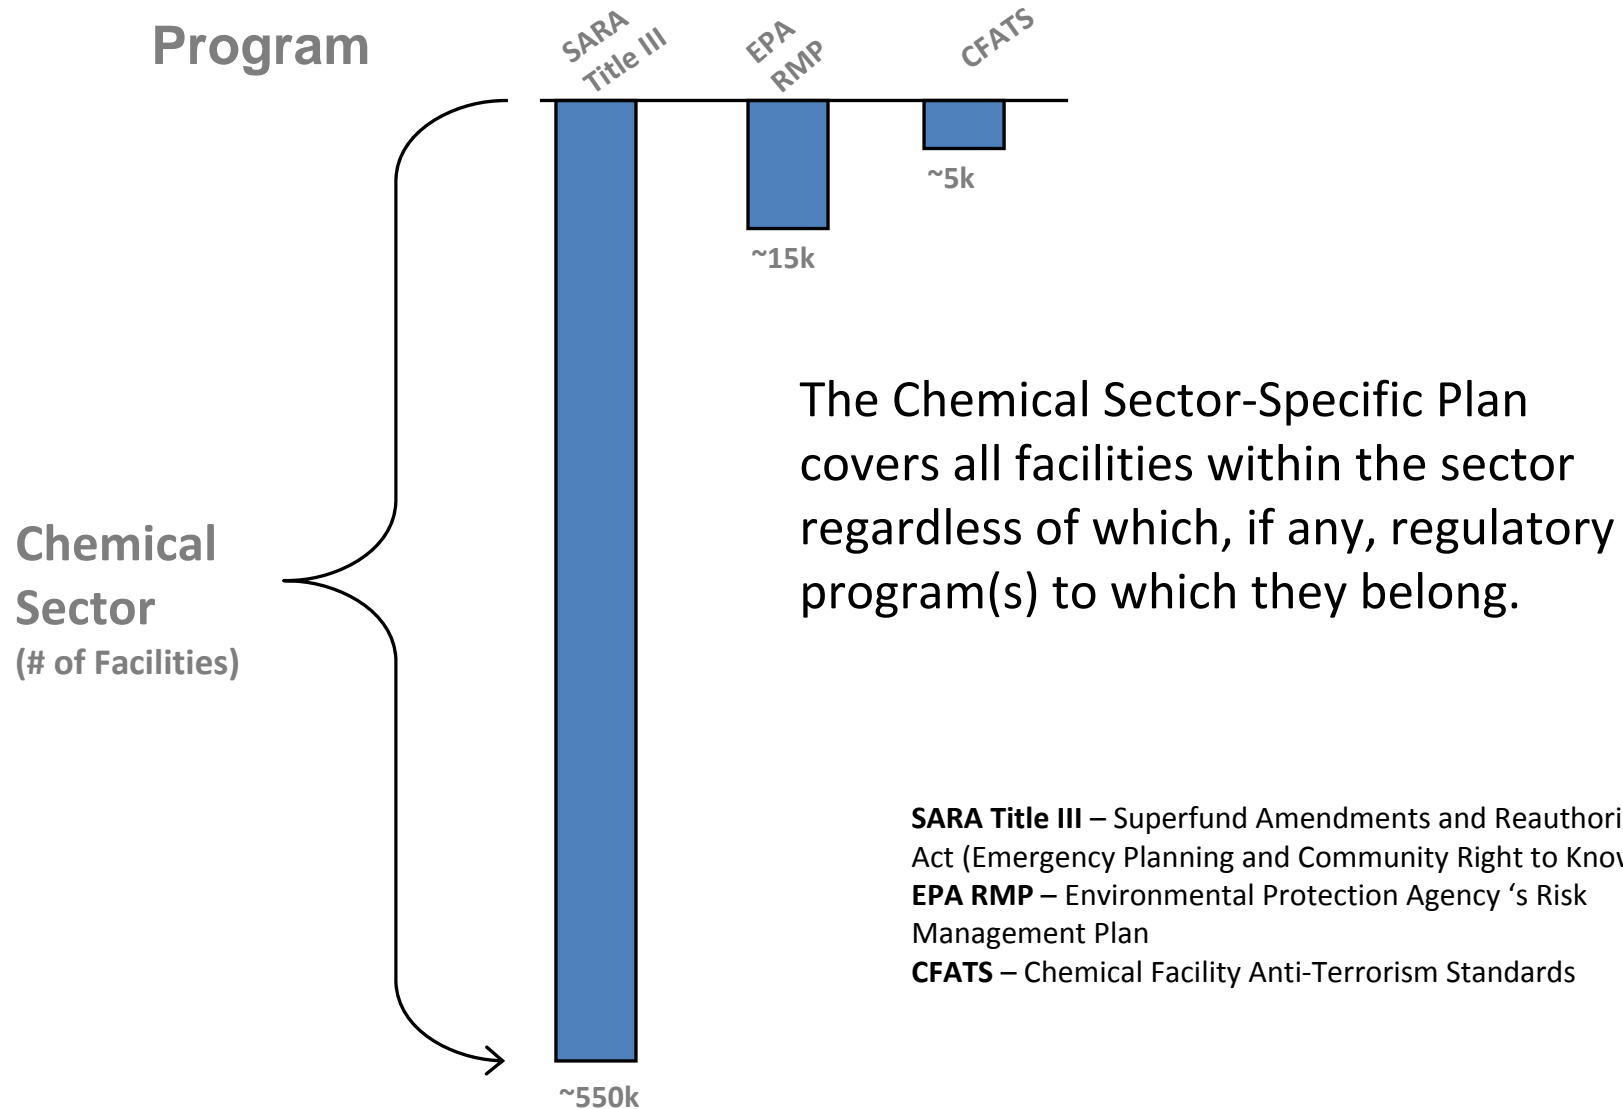 Program
SARA
Title III
EPA
RMP
CFATS
~5k
~15k
The Chemical Sector-Specific Plan
covers all facilities within the sector
regardless of which, if any, regulatory
program(s) to which they belong.
Chemical
Sector
(# of Facilities)
SARA Title III – Superfund Amendments and
Act (Emergency Planning and Community Right to
EPA RMP – Environmental Protection Agency ‘s Risk
Management Plan
CFATS – Chemical Facility Anti-Terrorism Standards
~550k